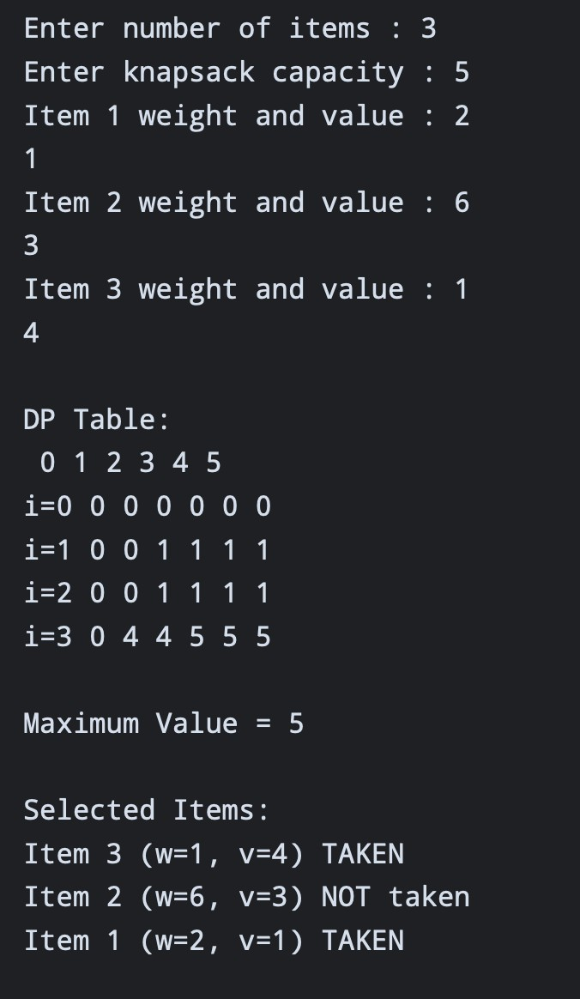 Enter number of items : 3
Enter knapsack capacity : 5
Item 1 weight and value : 2
1
Item 2 weight and value : 6
3
Item 3 weight and value : 1
4
DP Table:
0 1 2 3 4 5
i=0 0 0 0 0 0 0
i=1 0 0 1 1 1 1
i=2 0 0 1 1 1 1
i=3 0 4 4 5 5 5
Maximum Value = 5
Selected Items:
Item 3 (w=1, v=4) TAKEN
Item 2 (w=6, v=3) NOT taken
Item 1 (w=2, v=1) TAKEN